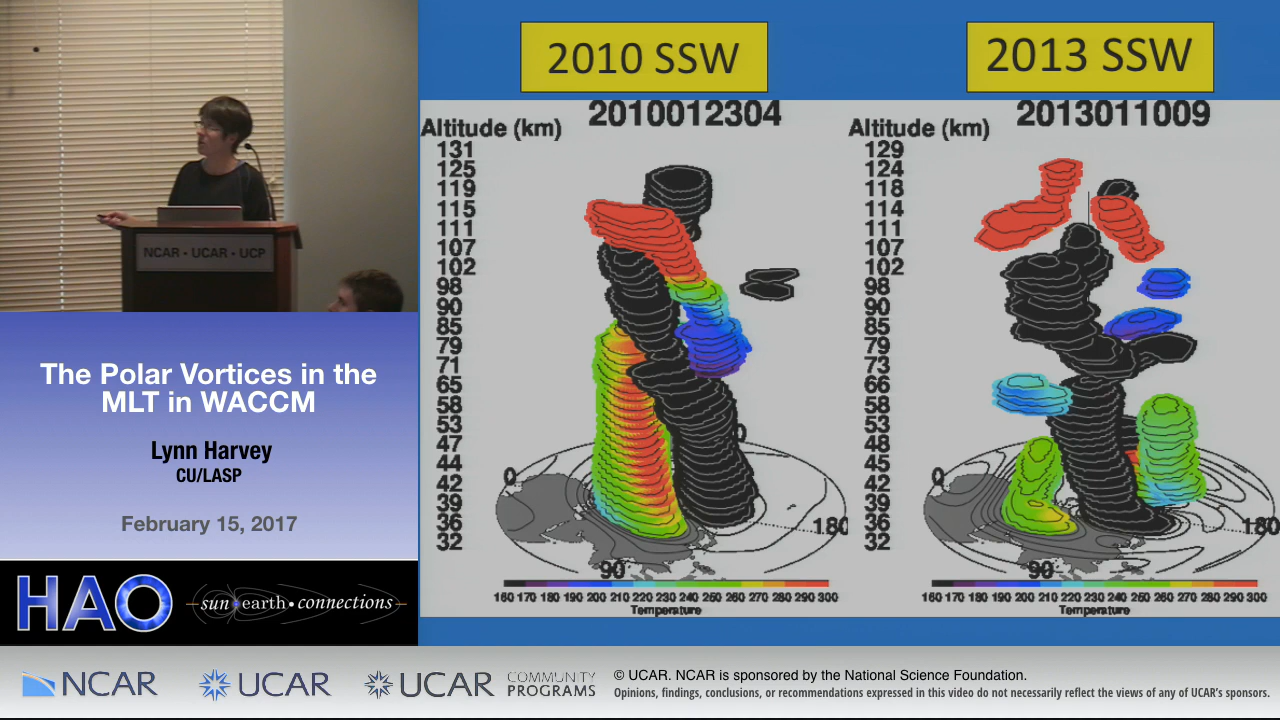 NCAR • UCAR • UCP
The Polar Vortices in the
MLT in WACCM
Lynn Harvey
CU/LASP
February 15, 2017
HAO
sun earth • connections
2010 SSW
2010012304
Altitude (km)
131
125
119
115
111
107
102
98
90
85
79
71
65
58
53
47
44
42
39
36
32
0
90
180
160 170 180 190 200 210 220 230 240 250 260 270 280 290 300
Temperature
2013 SSW
2013011009
Altitude (km)
129
124
118
114
111
107
102
98
90
85
79
73
66
58
53
48
45
42
39
36
32
0
90
180
160 170 180 190 200 210 220 230 240 250 260 270 280 290 300
Temperature
NCAR
UCAR
UCAR COMMUNITY
PROGRAMS
© UCAR. NCAR is sponsored by the National Science Foundation.
Opinions, findings, conclusions, or recommendations expressed in this video do not necessarily reflect the views of any of UCAR's sponsors.